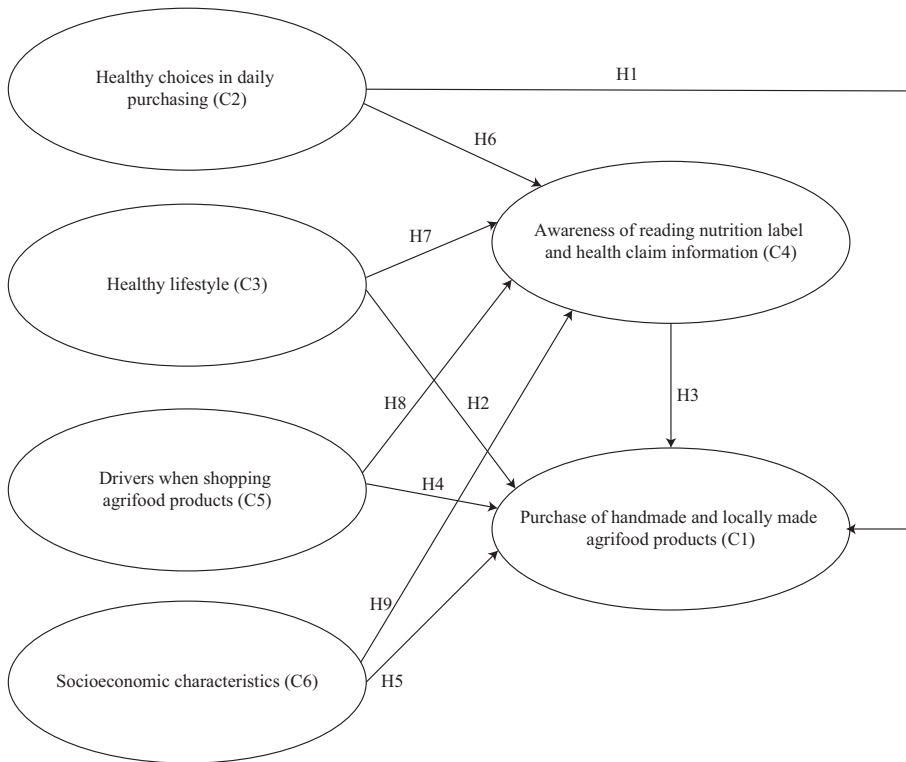 Healthy choices in daily
purchasing (C2)
H1
H6
Awareness of reading nutrition label
and health claim information (C4)
H7
Healthy lifestyle (C3)
H8
H2
H3
Drivers when shopping
agrifood products (C5)
H4
Purchase of handmade and locally made
agrifood products (C1)
H9
H5
Socioeconomic characteristics (C6)